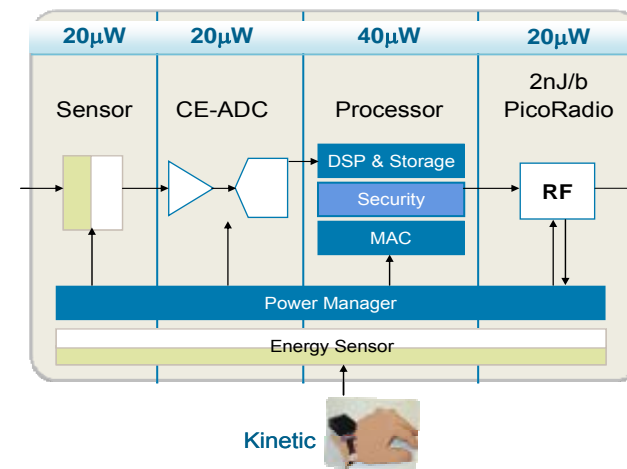 20μW 20μW 40μW 20μW
2nJ/b
Sensor CE-ADC Processor PicoRadio
DSP & Storage
Security
RF
MAC
Power Manager
Energy Sensor
Kinetic